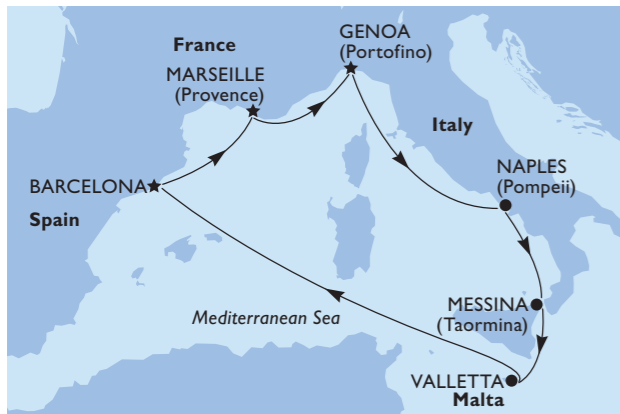 GENOA
(Portofino)
France
MARSEILLE
(Provence)
Italy
NAPLES
(Pompeii)
BARCELONA
Spain
MESSINA
(Taormina)
Mediterranean Sea
VALLETTA
Malta